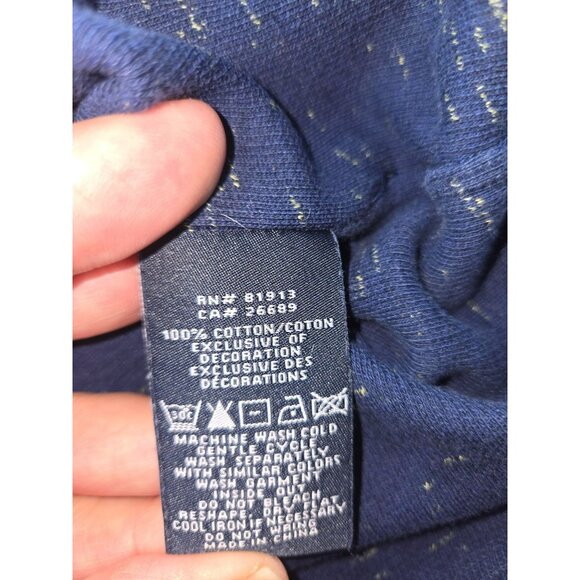 RN# 81913
CA# 26689
100% COTTON/COTON
EXCLUSIVE OF
DECORATION
EXCLUSIVE DES
DÉCORATIONS
30C
MACHINE WASH COLD
GENTLE CYCLE
WASH SEPARATELY
WITH SIMILAR COLORS
WASH GARMENT
INSIDE OUT
DO NOT BLEACH
RESHAPE, DRY FLAT
COOL IRON IF NECESSARY
DO NOT WRING
MADE IN CHINA